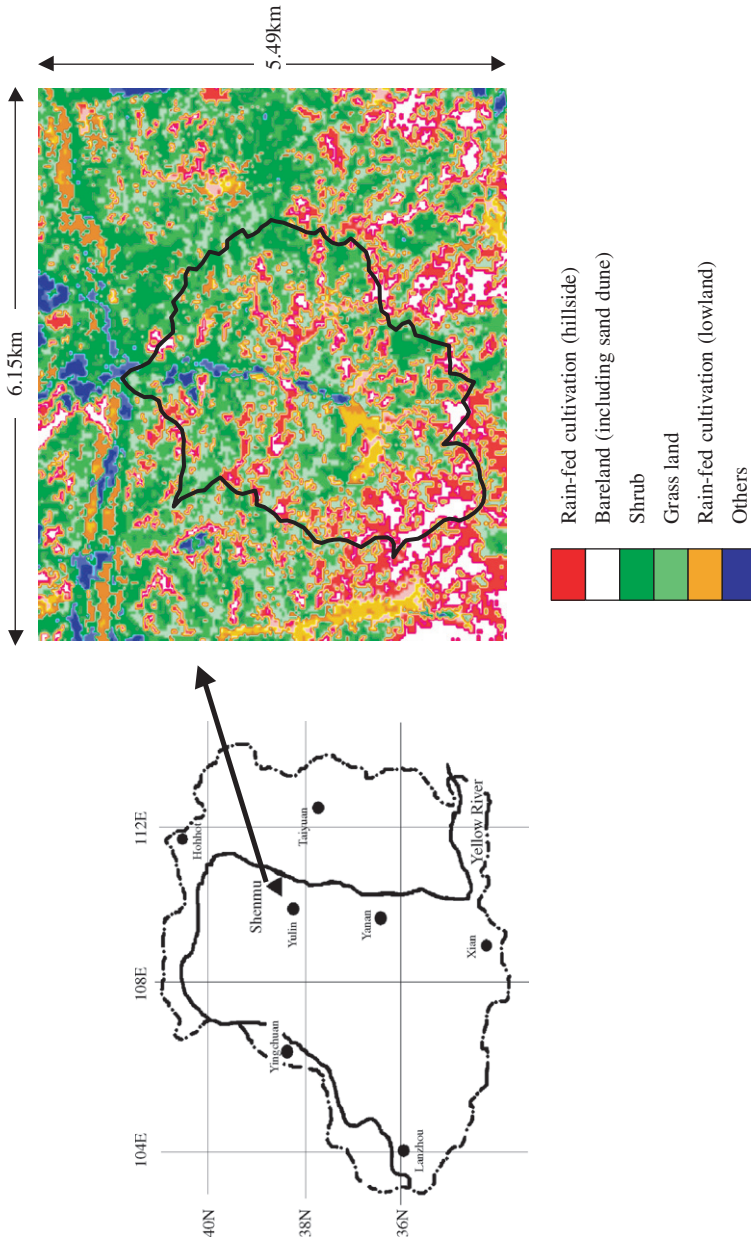 6.15km
5.49km
104E
108E
112E
40N
38N
36N
Hohhot
Shenmu
Yulin
Taiyuan
Yingchuan
Yanan
Lanzhou
Xian
Yellow River
Rain-fed cultivation (hillside)
Bareland (including sand dune)
Shrub
Grass land
Rain-fed cultivation (lowland)
Others